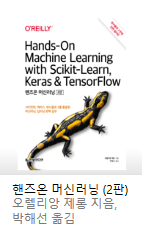 O'REILLY®
Hands-On
Machine Learning
with Scikit-Learn,
Keras & TensorFlow
핸즈온 머신러닝
핸즈온 머신러닝 (2판)
오렐리앙 제롱 지음,
박해선 옮김